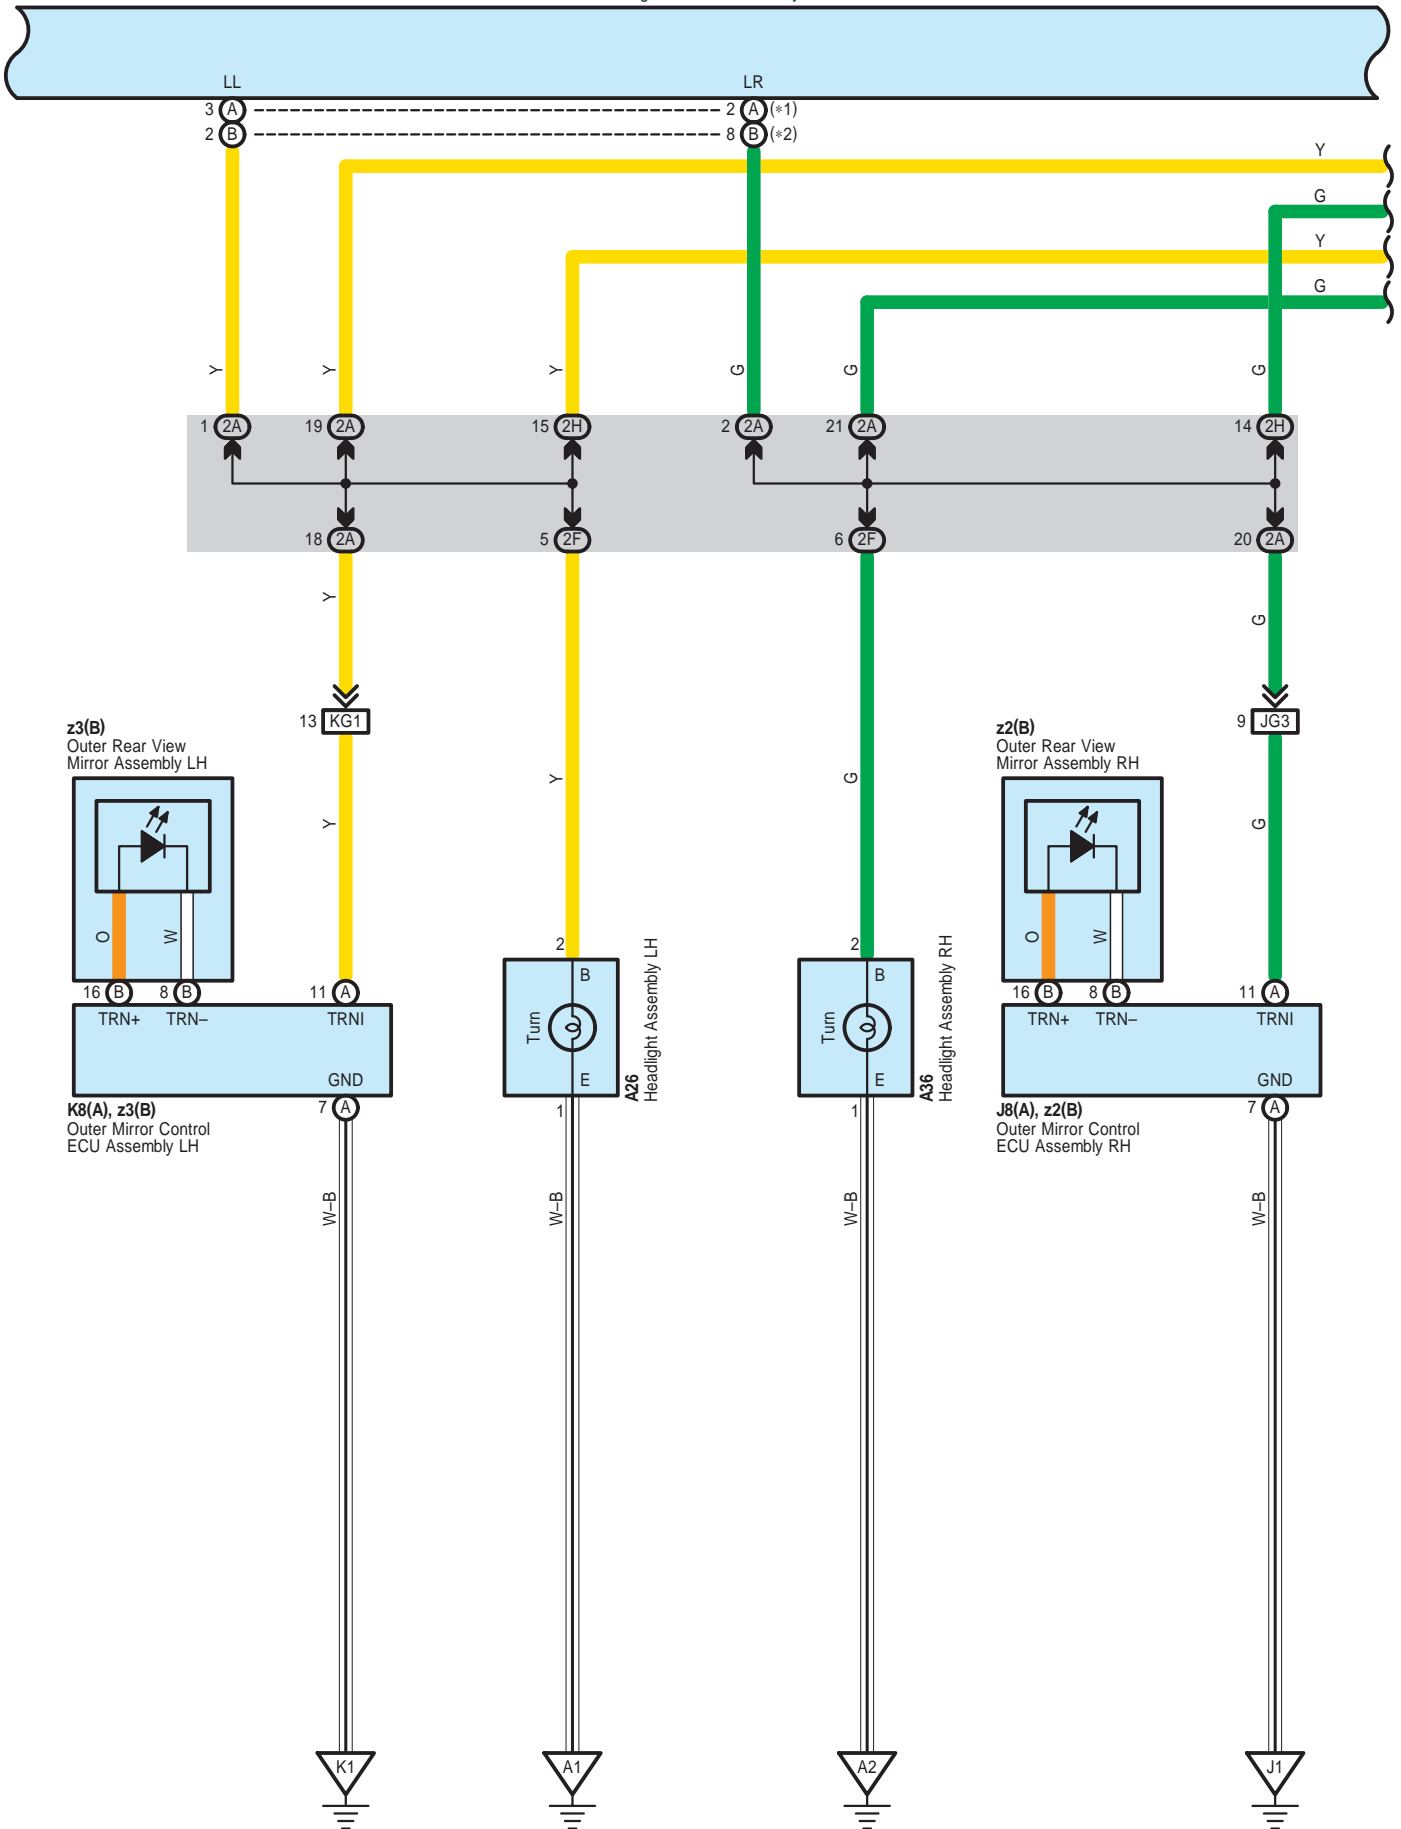 LL LR
3 A 2 A (*1)
2 B 8 B (*2)
Y
G
Y
G
Y Y Y G G G
1 2A 19 2A 15 2H 2 2A 21 2A 14 2H
18 2A 5 2F 6 2F 20 2A
Y G
13 KG1 9 JG3
z3(B)
Outer Rear View
Mirror Assembly LH
z2(B)
Outer Rear View
Mirror Assembly RH
Y Y G G
O W O W
16 B 8 B 11 A 2 2 16 B 8 B 11 A
TRN+ TRN– TRNI B B TRN+ TRN– TRNI
Turn Turn
GND E E GND
A26
Headlight Assembly LH
A36
Headlight Assembly RH
7 A 1 1 7 A
K8(A), z3(B)
Outer Mirror Control
ECU Assembly LH
J8(A), z2(B)
Outer Mirror Control
ECU Assembly RH
W–B W–B W–B W–B
K1 A1 A2 J1